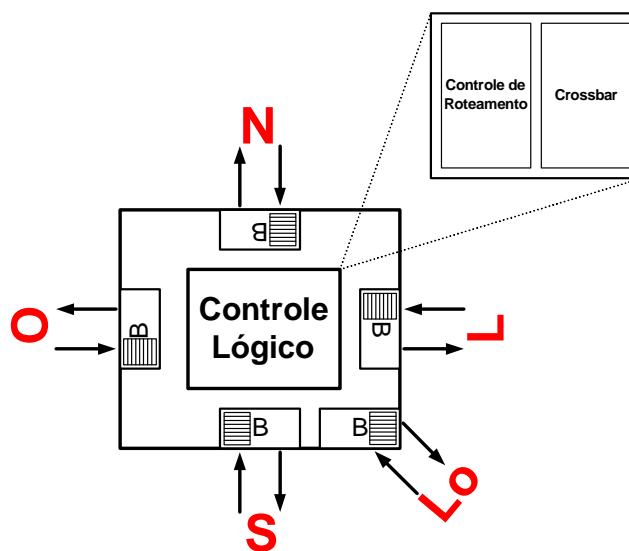 Controle de
Roteamento
Crossbar
N
B
O
B
Controle
Lógico
B
L
B
B
S
Lo